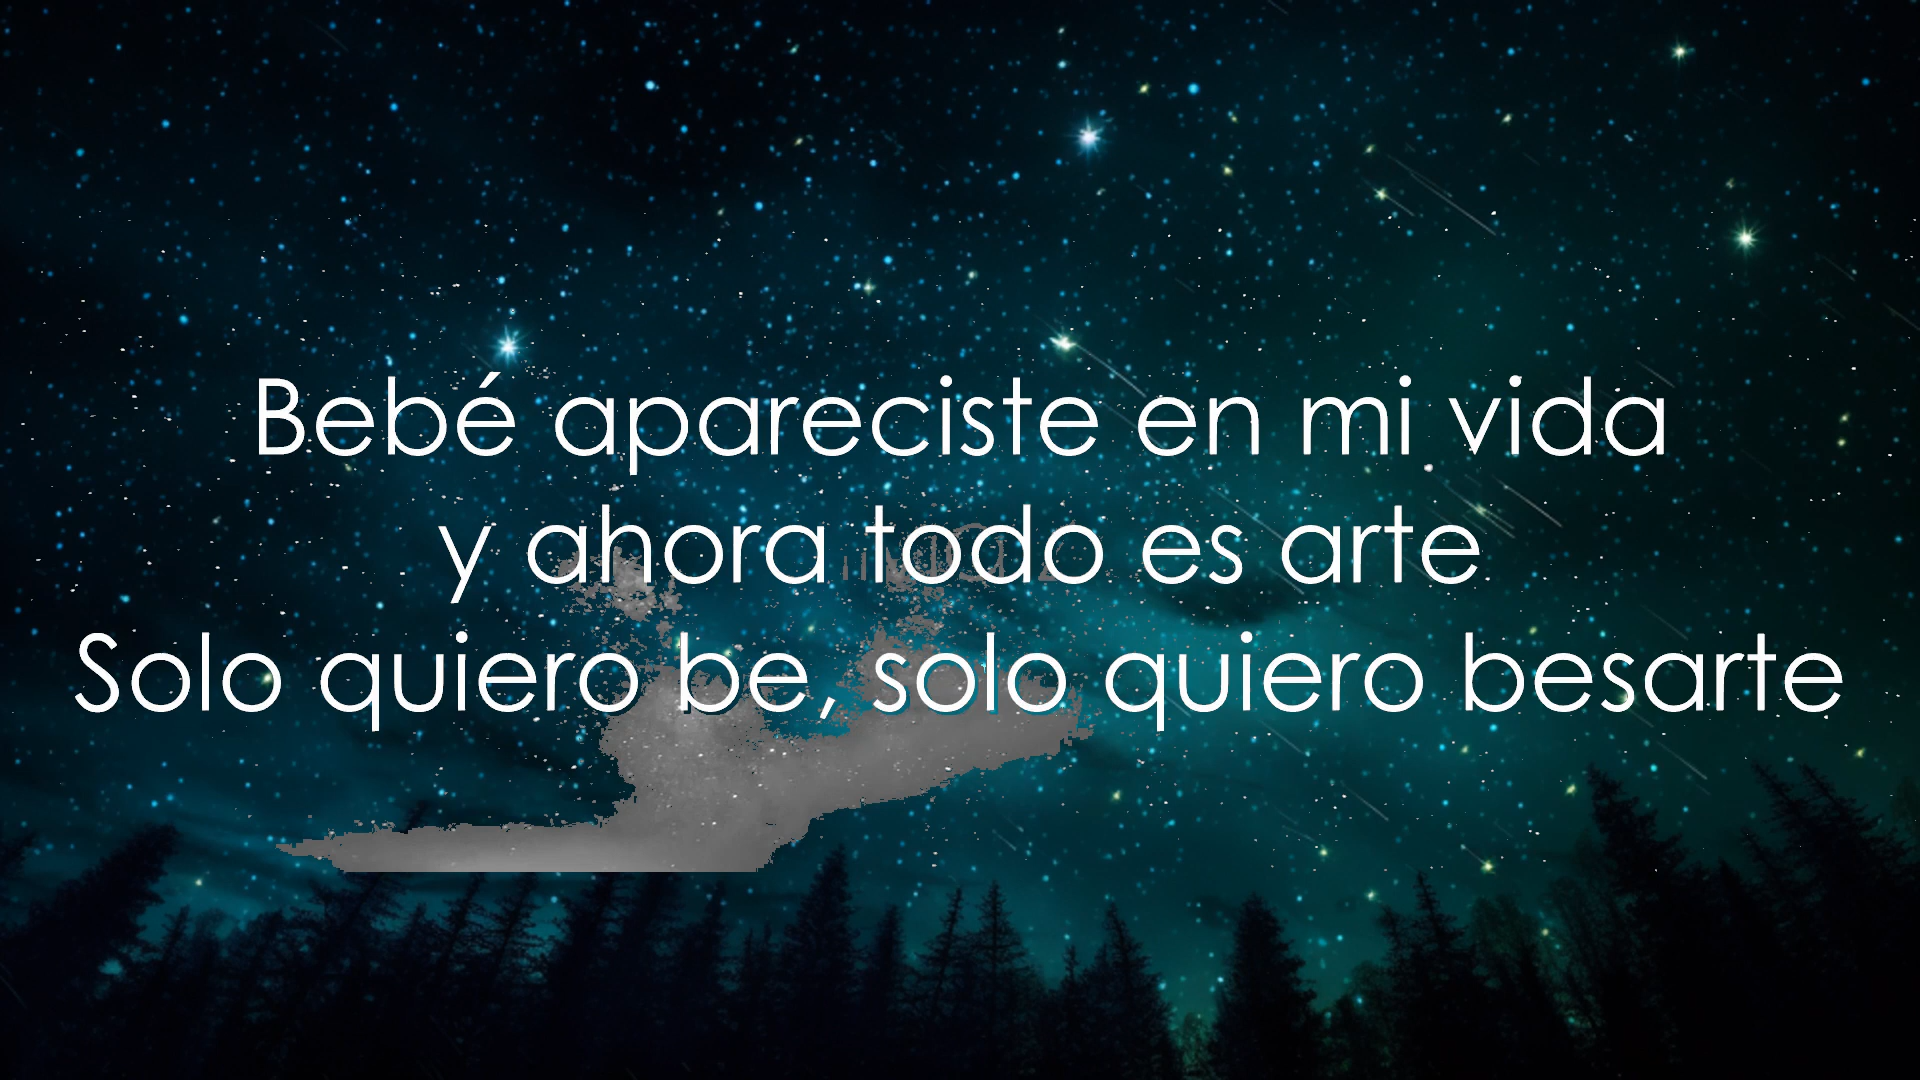 Bebé apareciste en mi vida
y ahora todo es arte
Solo quiero be, solo quiero besarte